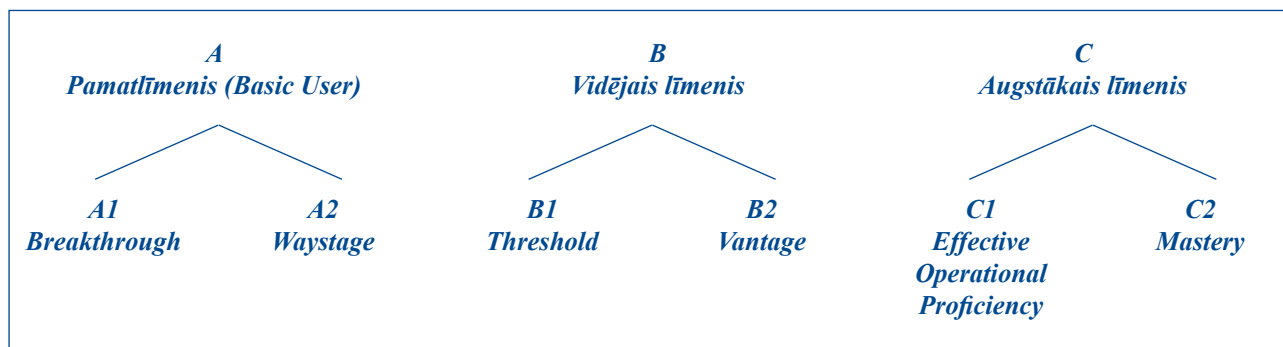 A
Pamatlīmenis (Basic User)
B
Vidējais līmenis
C
Augstākais līmenis
A1
Breakthrough
A2
Waystage
B1
Threshold
B2
Vantage
C1
Effective
Operational
Proficiency
C2
Mastery